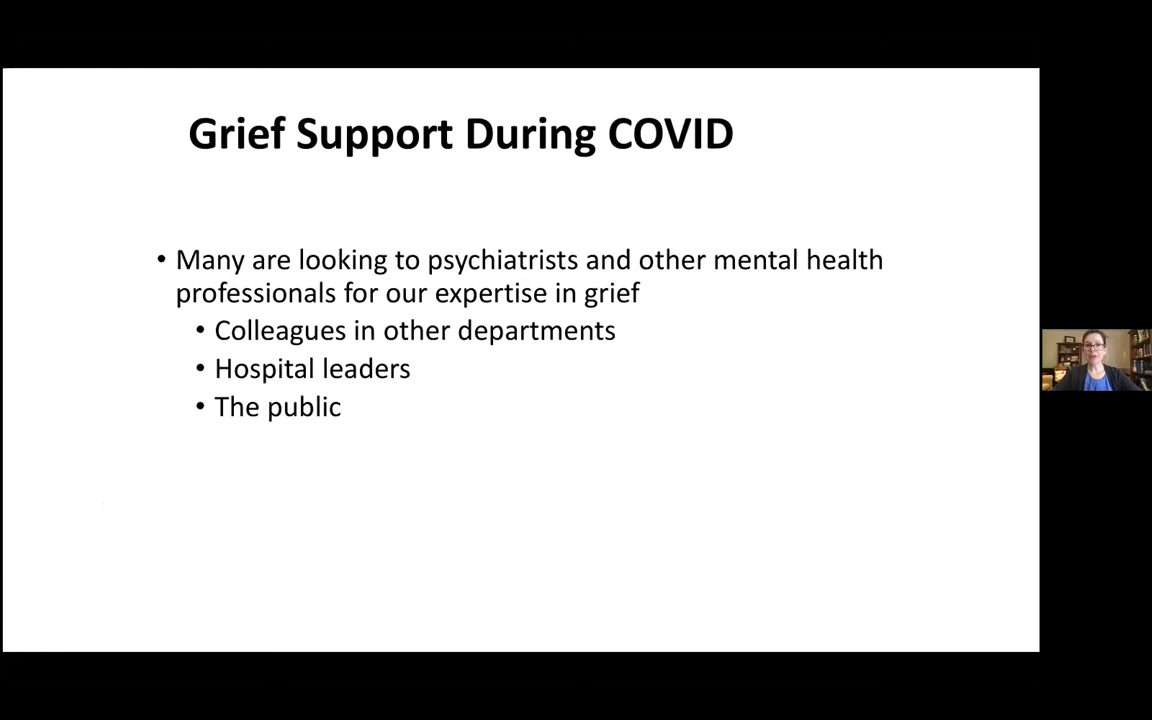 Grief Support During COVID
• Many are looking to psychiatrists and other mental health
professionals for our expertise in grief
• Colleagues in other departments
• Hospital leaders
• The public